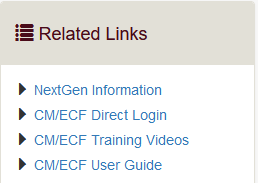 Related Links
NextGen Information
CM/ECF Direct Login
CM/ECF Training Videos
CM/ECF User Guide